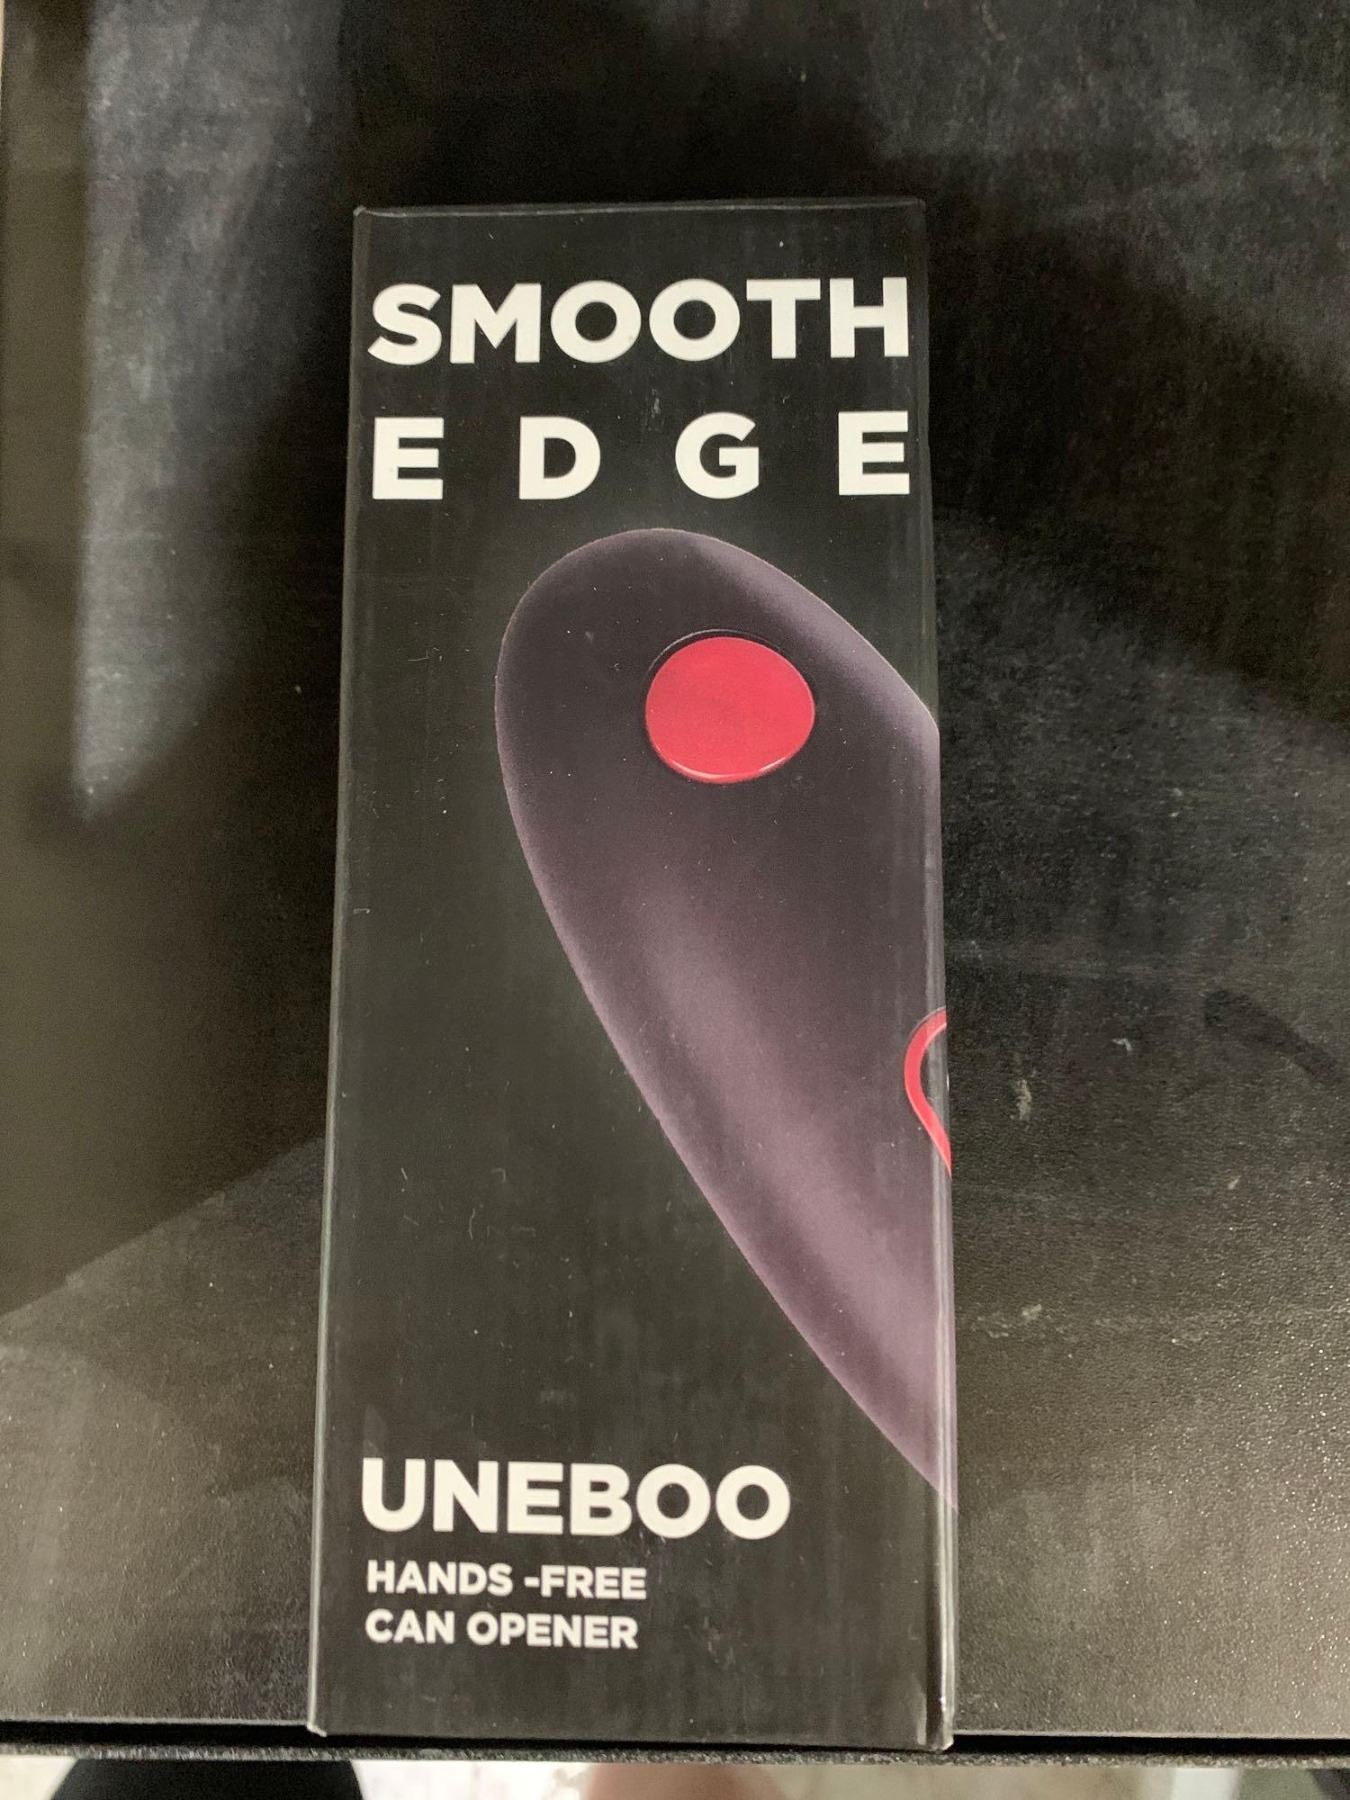 SMOOTH
EDGE
UNEBOO
HANDS -FREE
CAN OPENER